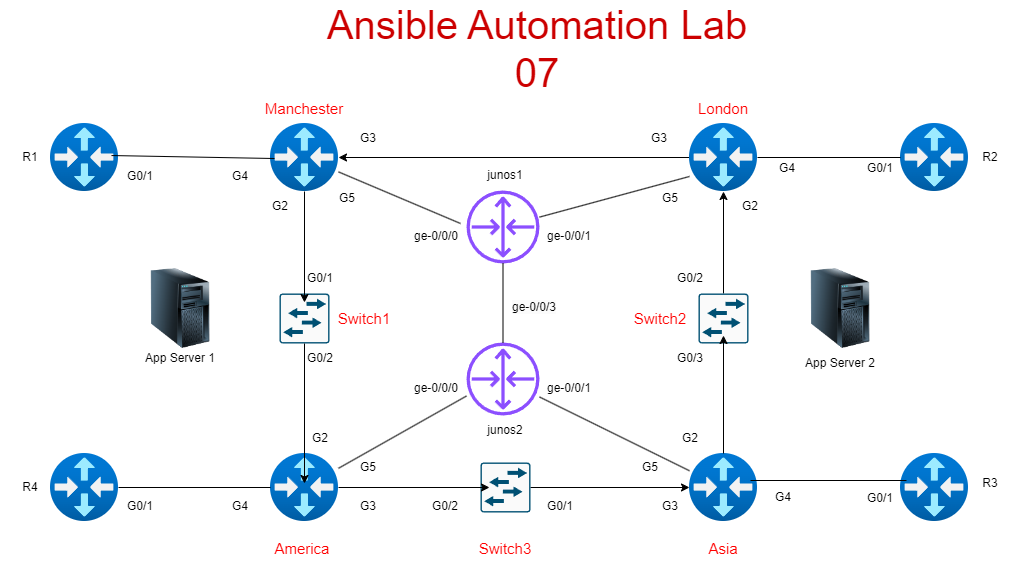 Ansible Automation Lab
07
Manchester
London
G3
G3
R1
G0/1
G4
junos1
G4
G0/1
R2
G2
G5
G5
G2
ge-0/0/0
ge-0/0/1
G0/1
G0/2
ge-0/0/3
Switch1
Switch2
App Server 1
G0/2
G0/3
App Server 2
ge-0/0/0
ge-0/0/1
junos2
G2
G2
G5
G5
R4
R3
G0/1
G4
G3
G0/2
G0/1
G3
G4
G0/1
America
Switch3
Asia